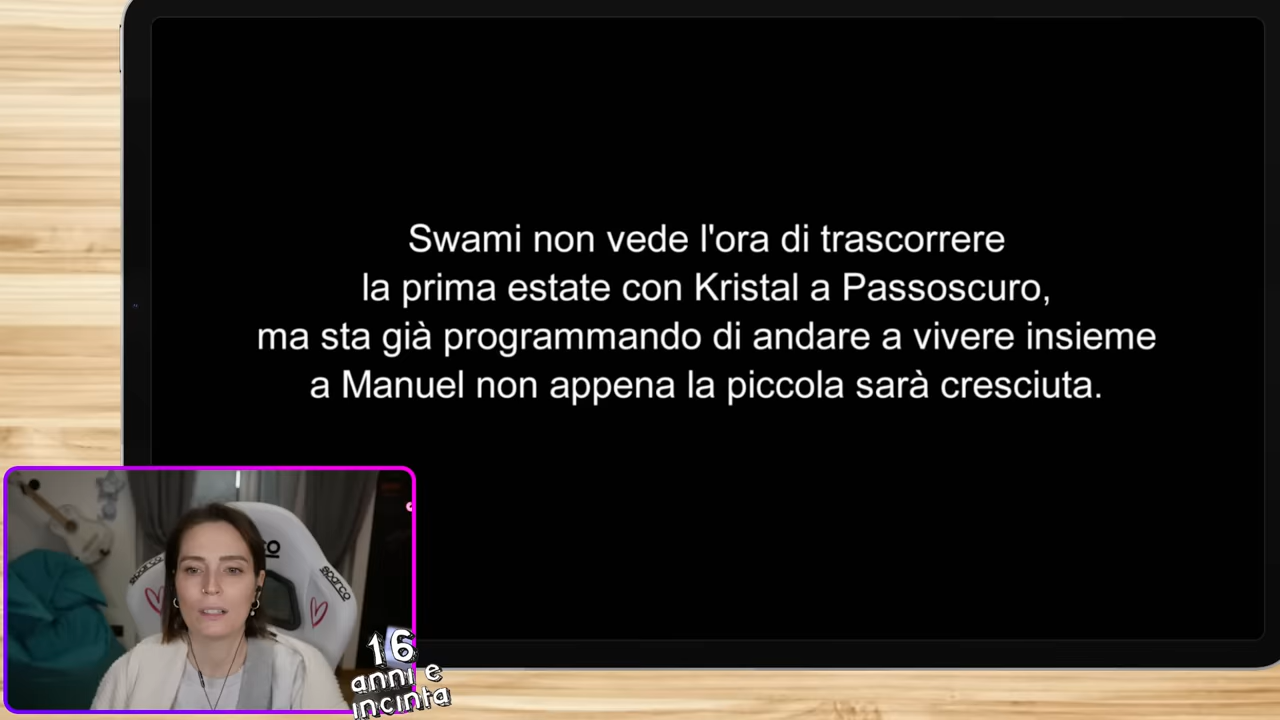 Swami non vede l'ora di trascorrere
la prima estate con Kristal a Passoscuro,
ma sta già programmando di andare a vivere insieme
a Manuel non appena la piccola sarà cresciuta.
sparco
16
anni e
incinta